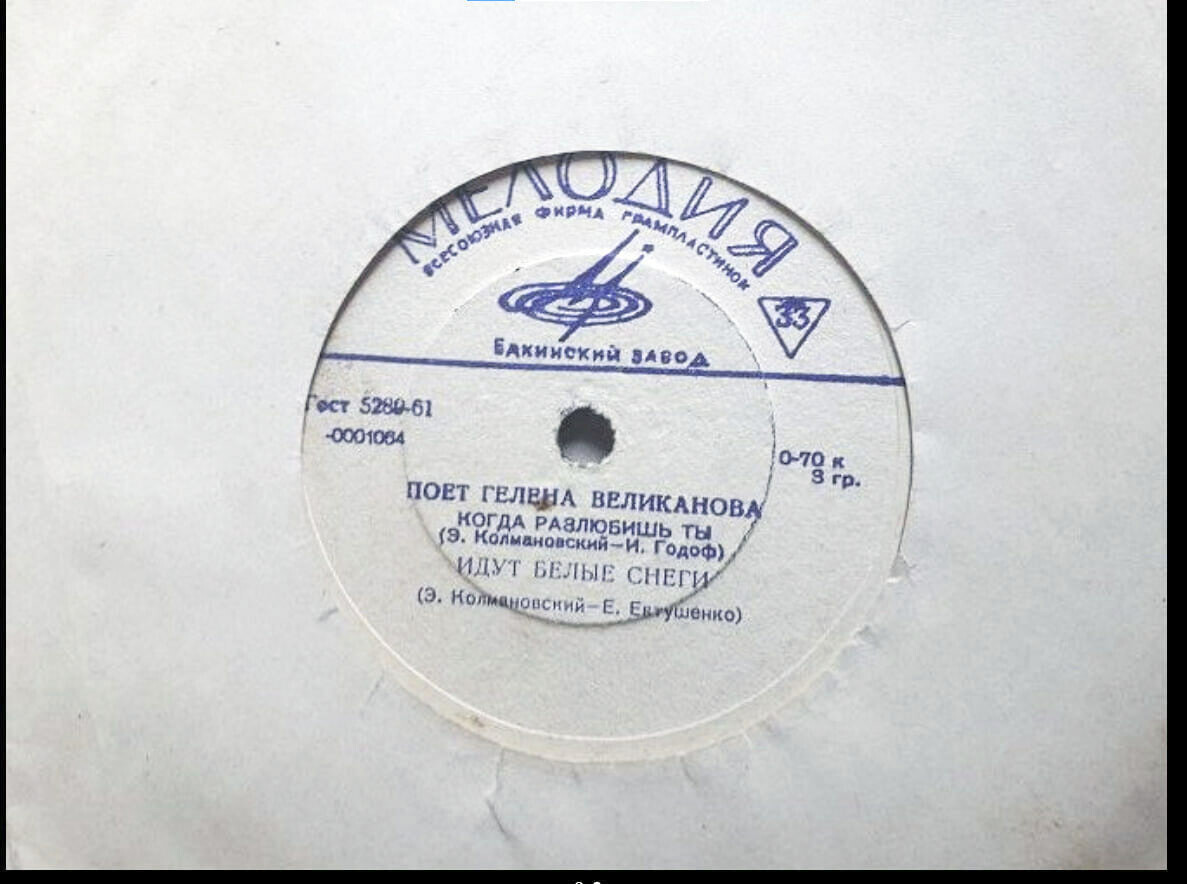 МЕЛОДИЯ
ВСЕСОЮЗНАЯ ФИРМА ГРАМПЛАСТИНОК
33
БАКИНСКИЙ ЗАВОД
Гост 5289-61
-0001064
0-70 к
3 гр.
ПОЕТ ГЕЛЕНА ВЕЛИКАНОВА
КОГДА РАЗЛЮБИШЬ ТЫ
(Э. Колмановский—И. Годоф)
ИДУТ БЕЛЫЕ СНЕГИ
(Э. Колмановский—Е. Евтушенко)